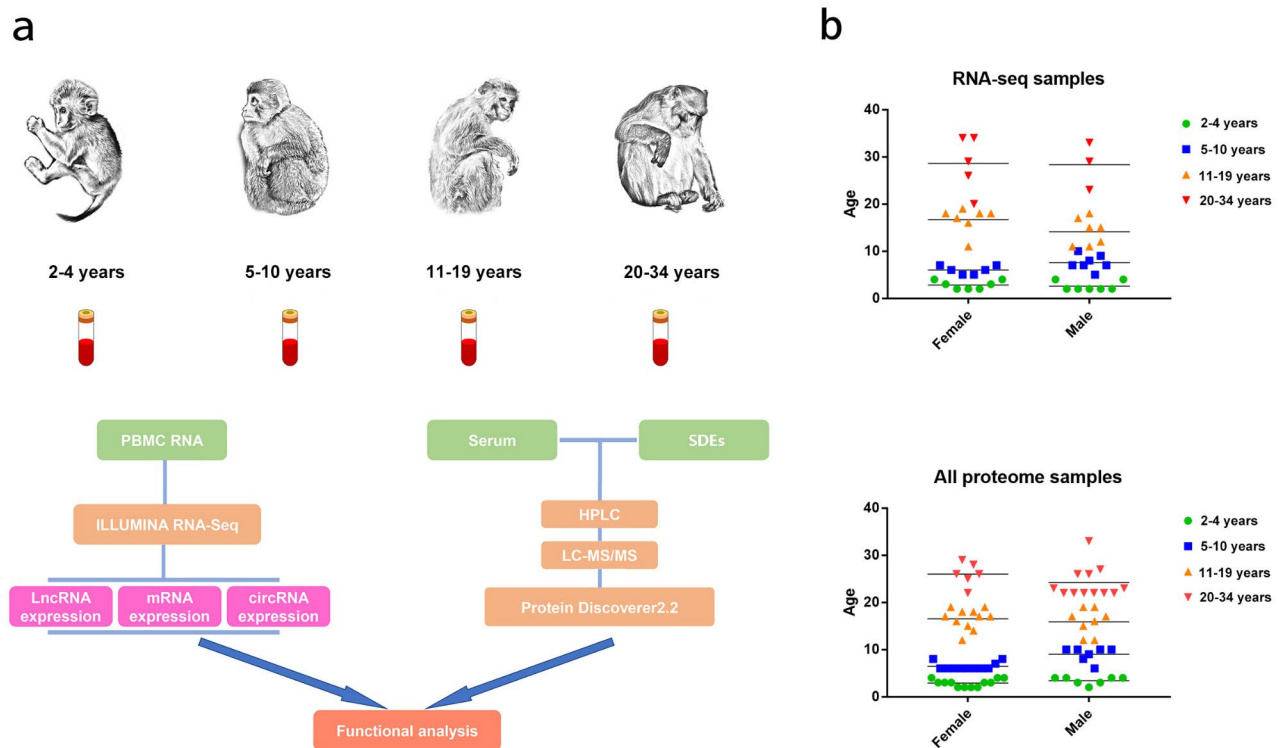 a
2-4 years
5-10 years
11-19 years
20-34 years
PBMC RNA
ILLUMINA RNA-Seq
LncRNA
expression
mRNA
expression
circRNA
expression
Serum
SDEs
HPLC
LC-MS/MS
Protein Discoverer2.2
Functional analysis
b
RNA-seq samples
Age
40
30
20
10
0
Female
Male
2-4 years
5-10 years
11-19 years
20-34 years
All proteome samples
Age
40
30
20
10
0
Female
Male
2-4 years
5-10 years
11-19 years
20-34 years